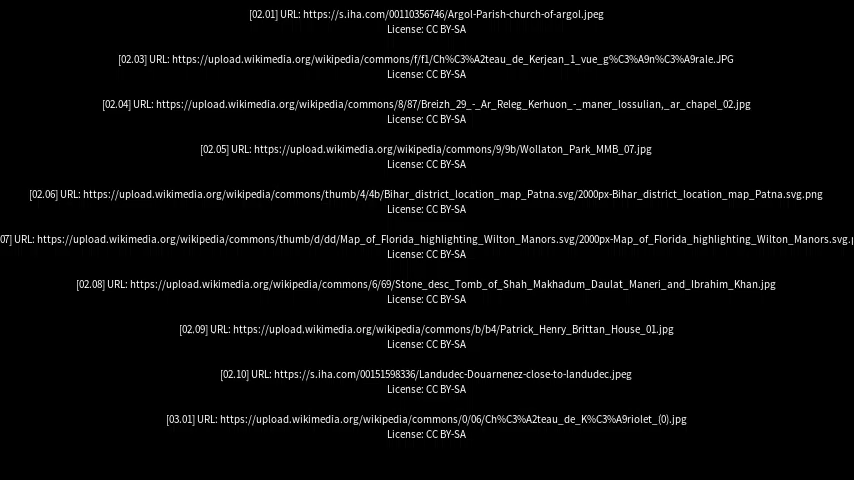 [02.01] URL: https://s.iha.com/00110356746/Argol-Parish-church-of-argol.jpeg
License: CC BY-SA
[02.03] URL: https://upload.wikimedia.org/wikipedia/commons/f/f1/Ch%C3%A2teau_de_Kerjean_1_vue_g%C3%A9n%C3%A9rale.JPG
License: CC BY-SA
[02.04] URL: https://upload.wikimedia.org/wikipedia/commons/8/87/Breizh_29_-_Ar_Releg_Kerhuon_-_maner_lossulian,_ar_chapel_02.jpg
License: CC BY-SA
[02.05] URL: https://upload.wikimedia.org/wikipedia/commons/9/9b/Wollaton_Park_MMB_07.jpg
License: CC BY-SA
[02.06] URL: https://upload.wikimedia.org/wikipedia/commons/thumb/4/4b/Bihar_district_location_map_Patna.svg/2000px-Bihar_district_location_map_Patna.svg.png
License: CC BY-SA
07] URL: https://upload.wikimedia.org/wikipedia/commons/thumb/d/dd/Map_of_Florida_highlighting_Wilton_Manors.svg/2000px-Map_of_Florida_highlighting_Wilton_Manors.svg.p
License: CC BY-SA
[02.08] URL: https://upload.wikimedia.org/wikipedia/commons/6/69/Stone_desc_Tomb_of_Shah_Makhadum_Daulat_Maneri_and_Ibrahim_Khan.jpg
License: CC BY-SA
[02.09] URL: https://upload.wikimedia.org/wikipedia/commons/b/b4/Patrick_Henry_Brittan_House_01.jpg
License: CC BY-SA
[02.10] URL: https://s.iha.com/00151598336/Landudec-Douarnenez-close-to-landudec.jpeg
License: CC BY-SA
[03.01] URL: https://upload.wikimedia.org/wikipedia/commons/0/06/Ch%C3%A2teau_de_K%C3%A9riolet_(0).jpg
License: CC BY-SA